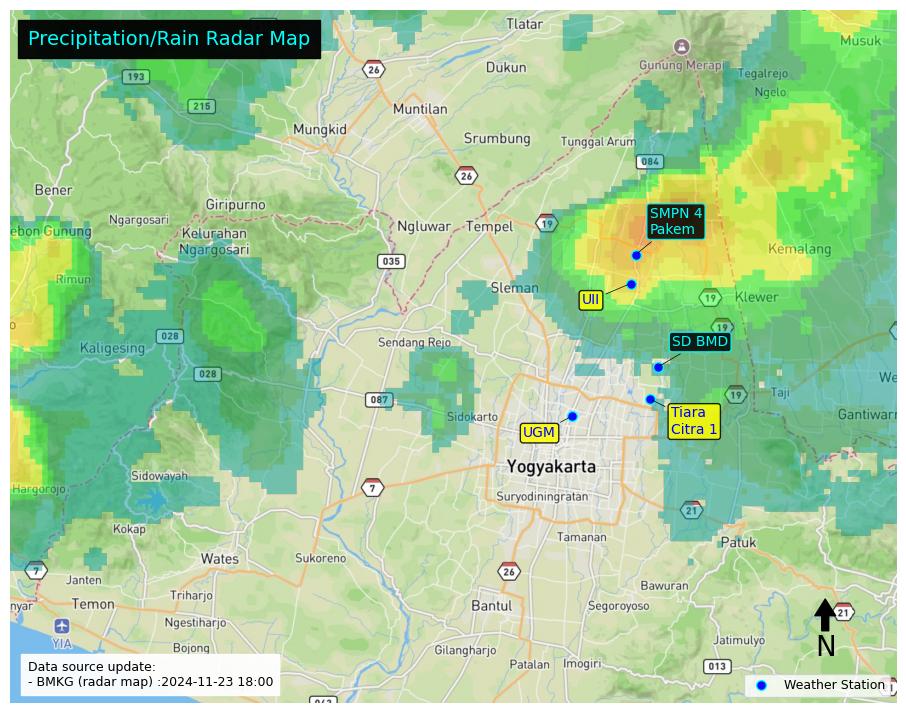 Precipitation/Rain Radar Map
Tlatar
Musuk
26
Gunung Merapi
Dukun
193
Tegalrejo
Ngelo
215
Muntilan
Mungkid
Srumbung
Tunggal Arum
084
26
Bener
Giripurno
SMPN 4
Pakem
Ngargosari
19
Ngluwar
Tempel
ebon Gunung
Kelurahan
Ngargosari
Kemalang
035
Rimun
Sleman
UII
19
Klewer
19
028
Sendang Rejo
SD BMD
Kaligesing
028
We
087
Taji
19
Sidokarto
Tiara
Citra 1
Gantiwar
UGM
Yogyakarta
Sidowayah
Hargorojo
7
Suryodiningratan
21
Kokap
Tamanan
Patuk
Wates
Sukoreno
7
26
Janten
Bawuran
Triharjo
nyar
Temon
Bantul
Segoroyoso
21
Ngestiharjo
YIA
N
Jatimulyo
Bojong
Gilangharjo
Patalan
Imogiri
013
Data source update:
- BMKG (radar map) :2024-11-23 18:00
Weather Station